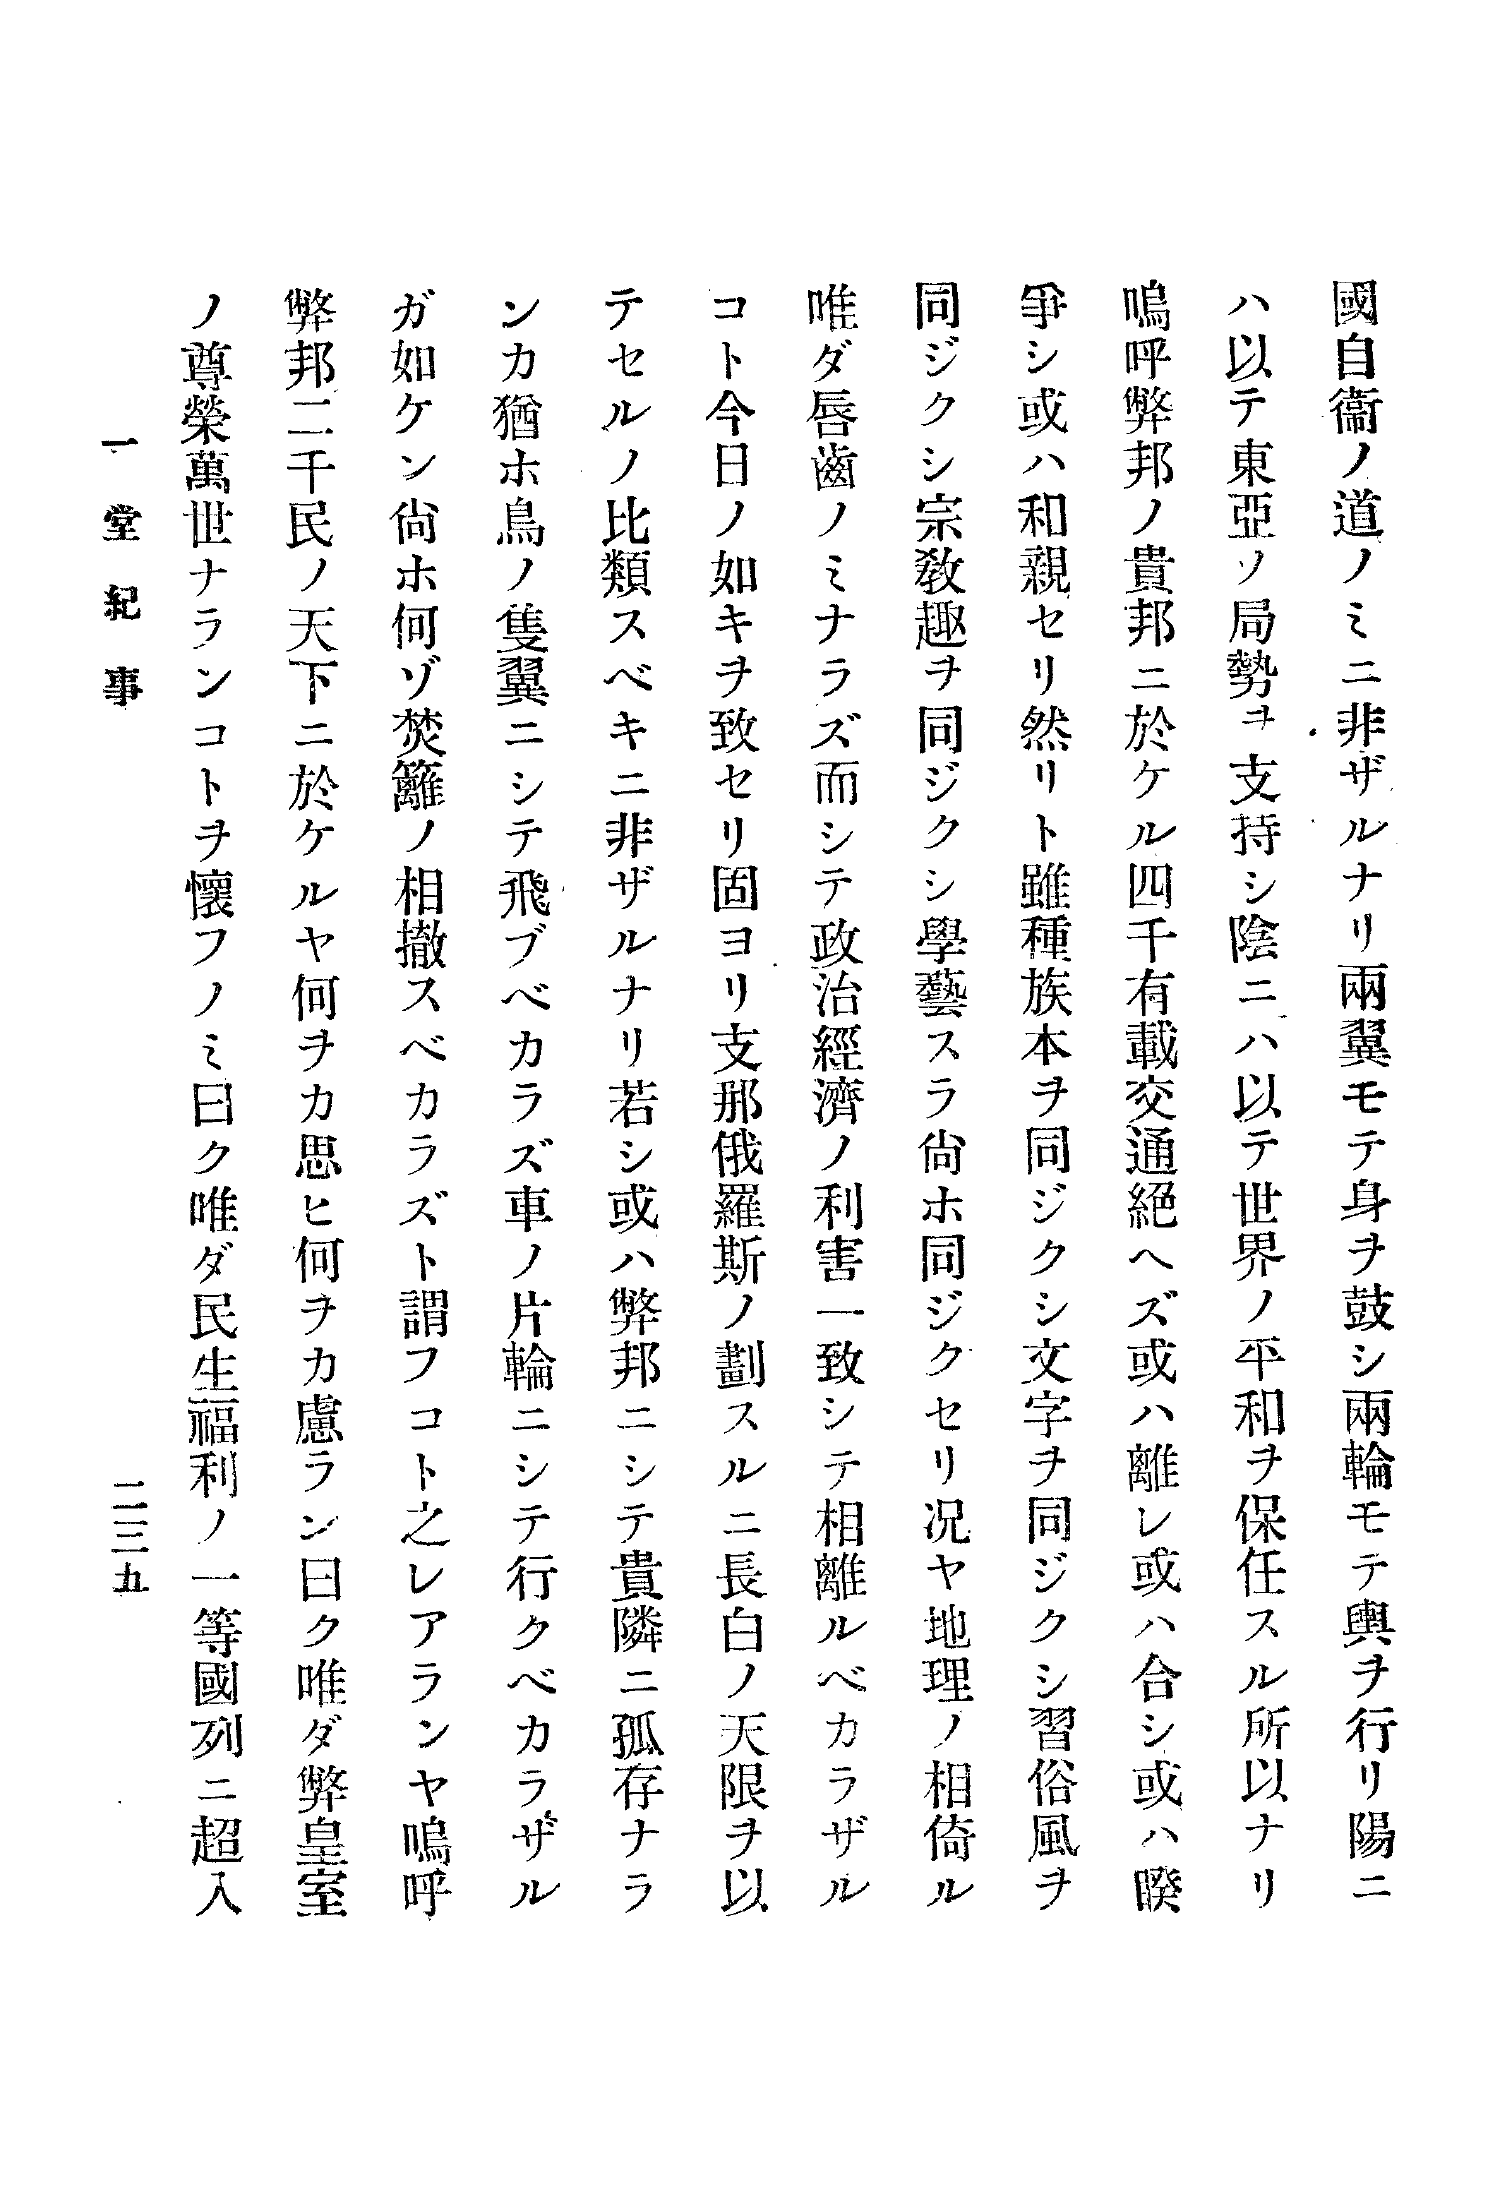 國自衞ノ道ノミニ非ザルナリ兩翼モテ身ヲ鼓シ兩輪モテ輿ヲ行リ陽ニ
ハ以テ東亞ソ局勢ヲ支持シ陰ニハ以テ世界ノ平和ヲ保任スル所以ナリ
嗚呼弊邦ノ貴邦ニ於ケル四千有載交通絕ヘズ或ハ離レ或ハ合シ或ハ睽
爭シ或ハ和親セリ然リト雖種族本ヲ同ジクシ文字ヲ同ジクシ習俗風ヲ
同ジクシ宗敎趣ヲ同ジクシ學藝スラ尙ホ同ジクセリ况ヤ地理ノ相倚ル
唯ダ唇齒ノミナラズ而シテ政治經濟ノ利害一致シテ相離ルベカラザル
コト今日ノ如キヲ致セリ固ヨリ支那俄羅斯ノ劃スルニ長白ノ天限ヲ以
テセルノ比類スベキニ非ザルナリ若シ或ハ弊邦ニシテ貴隣ニ孤存ナラ
ンカ猶ホ鳥ノ隻翼ニシテ飛ブベカラズ車ノ片輪ニシテ行クベカラザル
ガ如ケン尙ホ何ゾ焚籬ノ相撤スベカラズト謂フコト之レアランヤ嗚呼
弊邦二千民ノ天下ニ於ケルヤ何ヲカ思ヒ何ヲカ慮ラン曰ク唯ダ弊皇室
ノ尊榮萬世ナランコトヲ懷フノミ曰ク唯ダ民生福利ノ一等國列ニ超入
一堂紀事
二三九